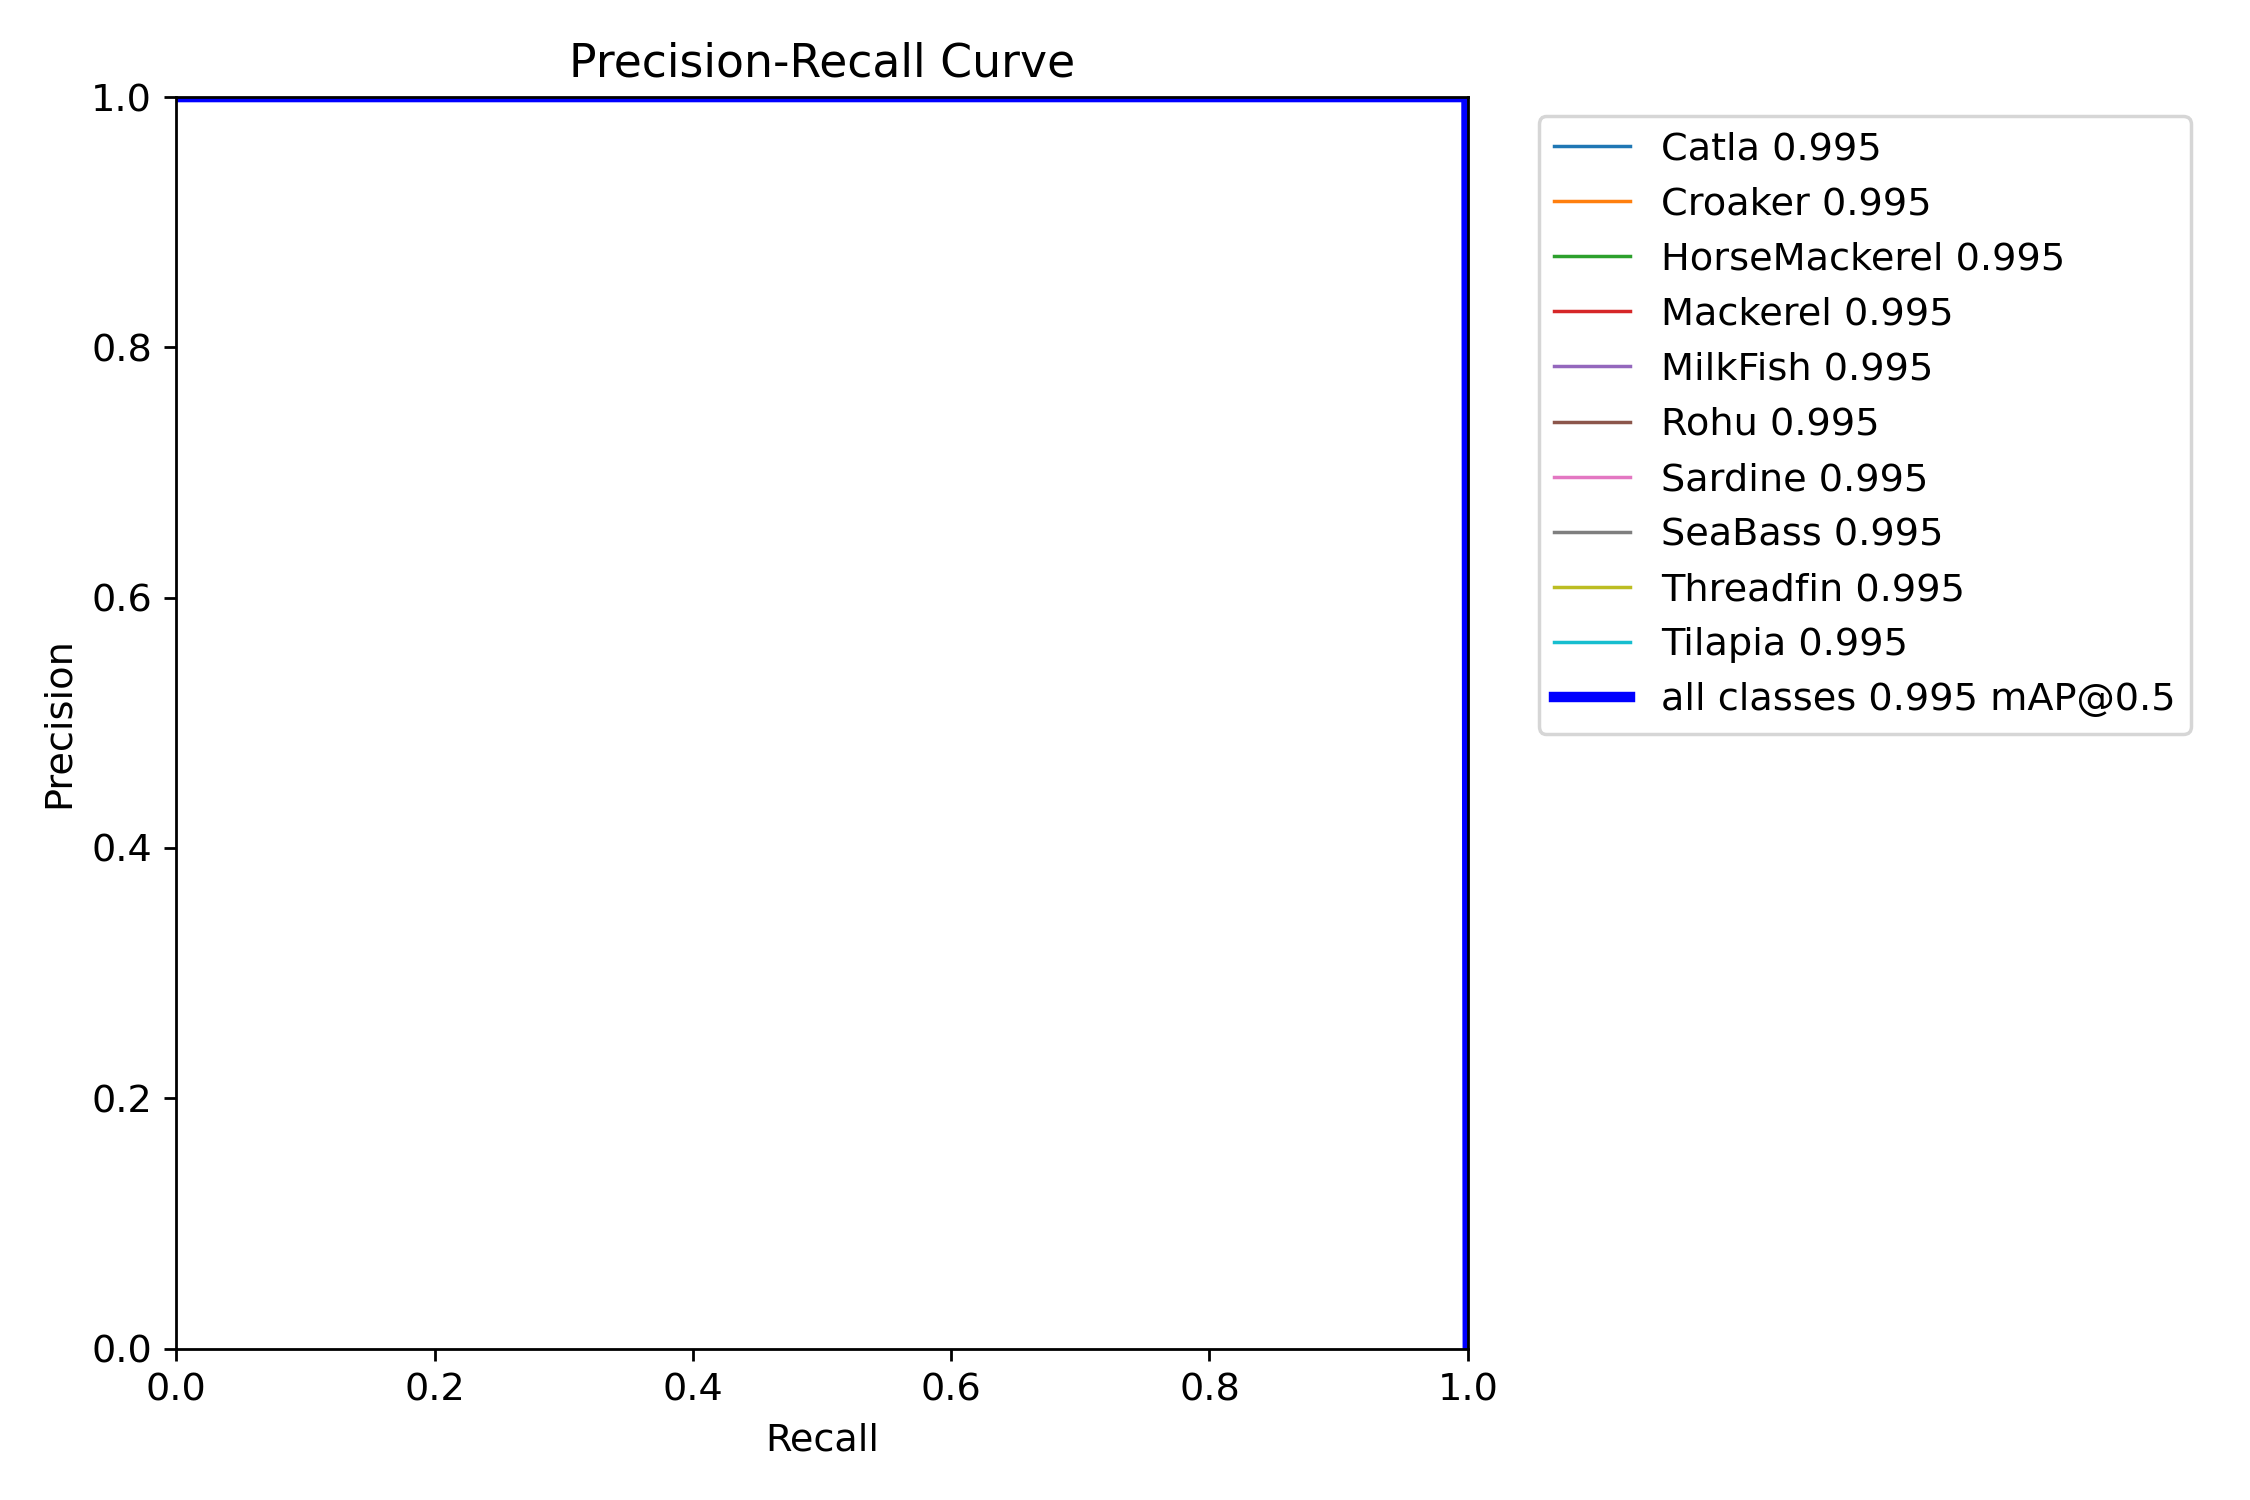 Precision-Recall Curve
1.0
0.8
0.6
0.4
0.2
0.0
Precision
0.0 0.2 0.4 0.6 0.8 1.0
Recall
Catla 0.995
Croaker 0.995
HorseMackerel 0.995
Mackerel 0.995
MilkFish 0.995
Rohu 0.995
Sardine 0.995
SeaBass 0.995
Threadfin 0.995
Tilapia 0.995
all classes 0.995 mAP@0.5